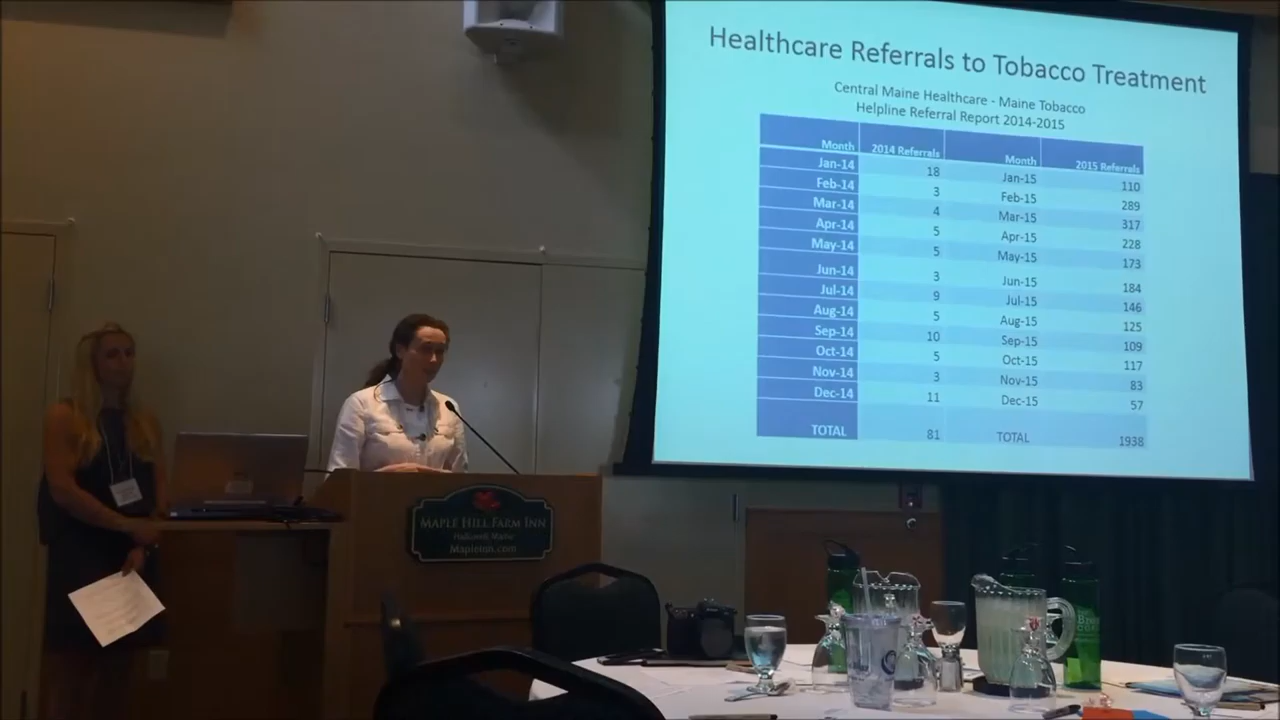 Healthcare Referrals to Tobacco Treatment
Central Maine Healthcare - Maine Tobacco
Helpline Referral Report 2014-2015
Month 2014 Referrals Month 2015 Referrals
Jan-14 18 Jan-15 110
Feb-14 3 Feb-15 289
Mar-14 4 Mar-15 317
Apr-14 5 Apr-15 228
May-14 5 May-15 173
Jun-14 3 Jun-15 184
Jul-14 9 Jul-15 146
Aug-14 5 Aug-15 125
Sep-14 10 Sep-15 109
Oct-14 5 Oct-15 117
Nov-14 3 Nov-15 83
Dec-14 11 Dec-15 57
TOTAL 81 TOTAL 1938
MAPLE HILL FARM INN
Hallowell, Maine
MapleInn.com